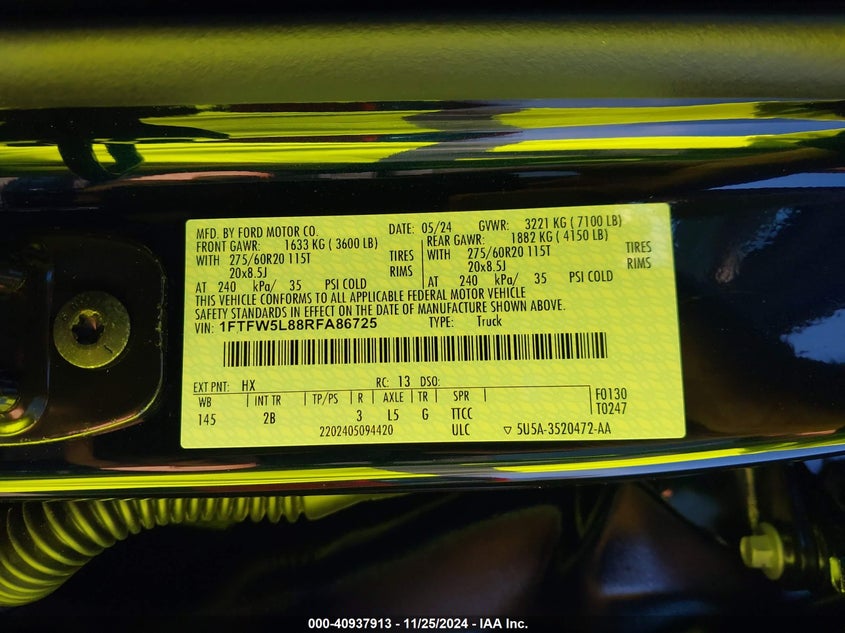 MFD. BY FORD MOTOR CO. DATE: 05/24 GVWR: 3221 KG ( 7100 LB)
FRONT GAWR: 1633 KG ( 3600 LB) REAR GAWR: 1882 KG ( 4150 LB)
WITH 275/60R20 115T TIRES WITH 275/60R20 115T TIRES
20x8.5J RIMS 20x8.5J RIMS
AT 240 kPa/ 35 PSI COLD AT 240 kPa/ 35 PSI COLD
THIS VEHICLE CONFORMS TO ALL APPLICABLE FEDERAL MOTOR VEHICLE
SAFETY STANDARDS IN EFFECT ON THE DATE OF MANUFACTURE SHOWN ABOVE.
VIN: 1FTFW5L88RFA86725 TYPE: Truck
EXT PNT: HX RC: 13 DSO:
WB INT TR TP/PS R AXLE TR SPR F0130
145 2B 3 L5 G TTCC T0247
2202405094420 ULC ▽ 5U5A-3520472-AA
000-40937913 - 11/25/2024 - IAA Inc.